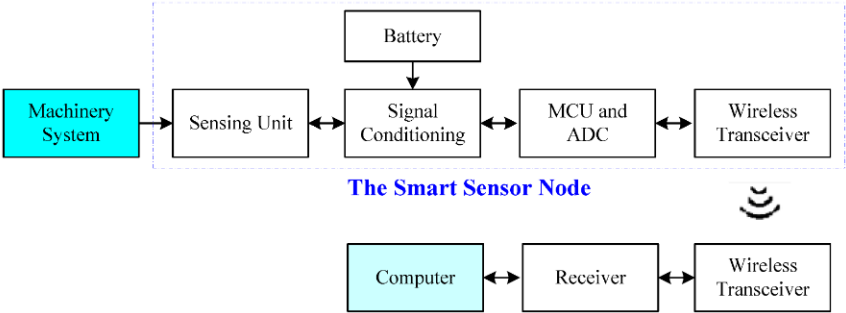 Battery
Machinery
System
Sensing Unit
Signal
Conditioning
MCU and
ADC
Wireless
Transceiver
The Smart Sensor Node
Computer
Receiver
Wireless
Transceiver